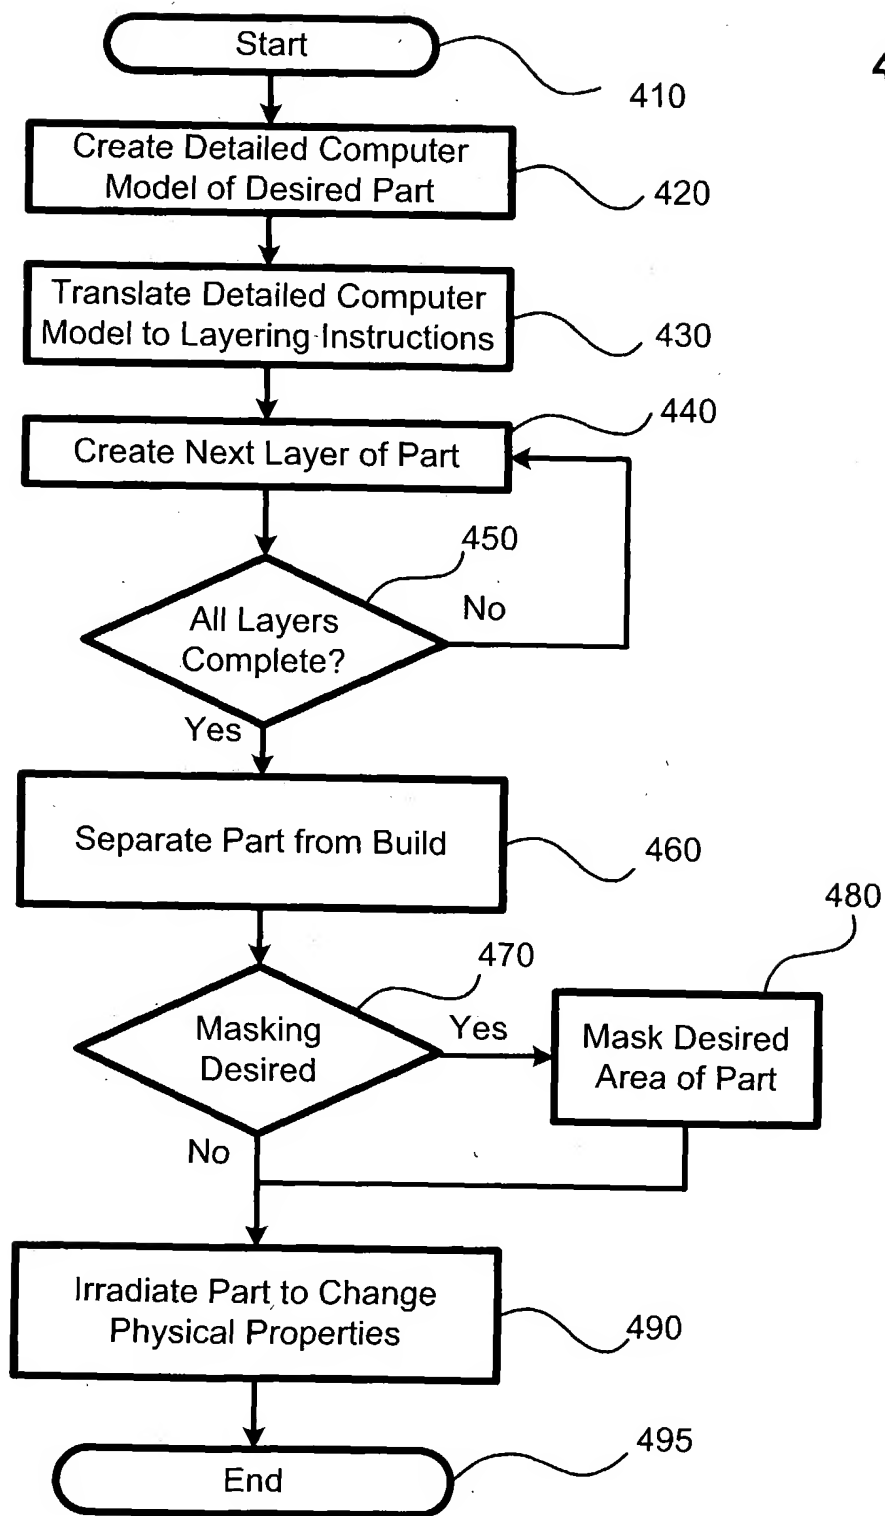 Start
4
410
Create Detailed Computer
Model of Desired Part
420
Translate Detailed Computer
Model to Layering Instructions
430
440
Create Next Layer of Part
450
All Layers
Complete?
No
Yes
Separate Part from Build
460
480
470
Masking
Desired
Yes
Mask Desired
Area of Part
No
Irradiate Part to Change
Physical Properties
490
495
End